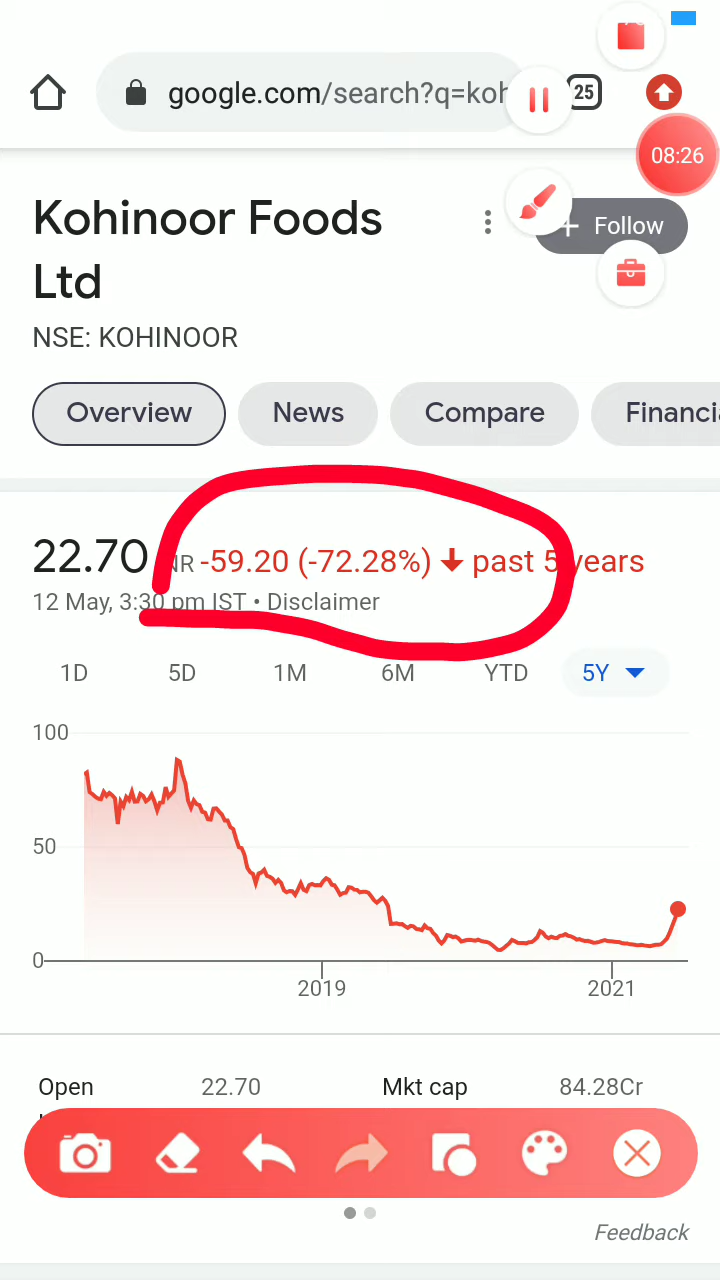 google.com/search?q=koh
25
08:26
Kohinoor Foods
Ltd
Follow
NSE: KOHINOOR
Overview
News
Compare
22.70 -59.20 (-72.28%) past 5 years
12 May, 3:30 pm IST • Disclaimer
1D 5D 1M 6M YTD 5Y
100
50
0
2019 2021
Open 22.70 Mkt cap 84.28Cr
Feedback